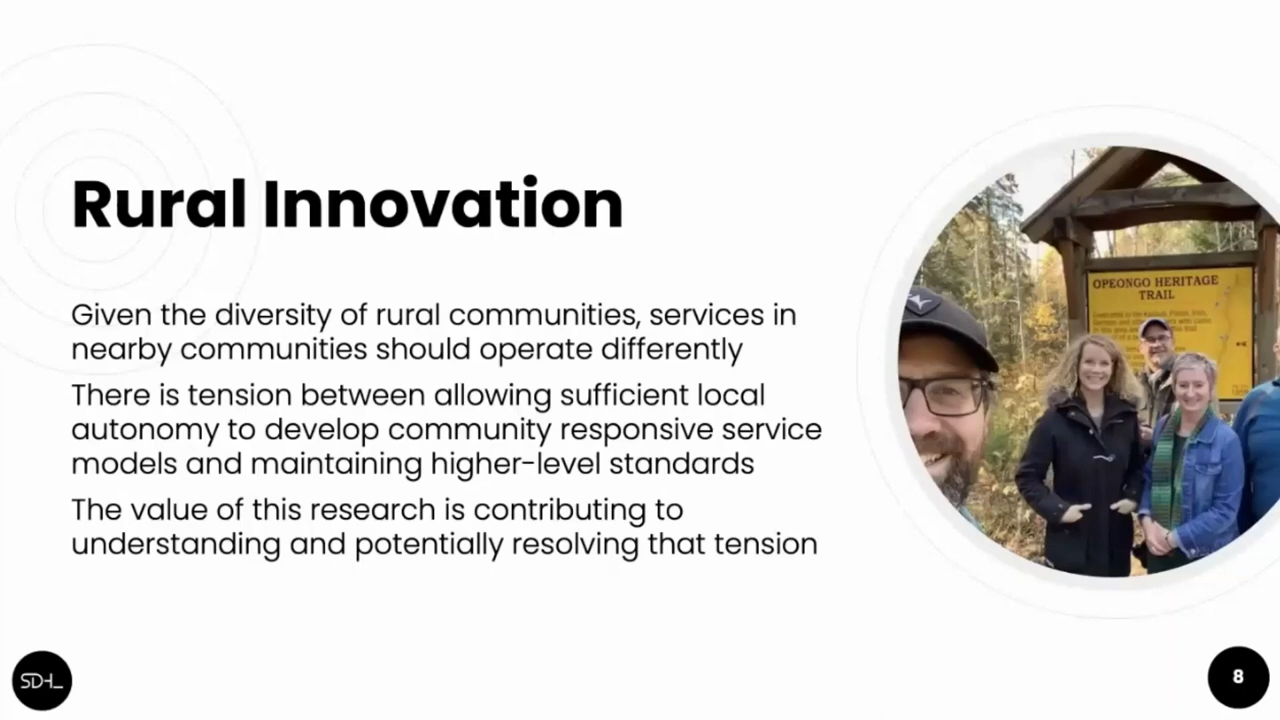 Rural Innovation
Given the diversity of rural communities, services in
nearby communities should operate differently
There is tension between allowing sufficient local
autonomy to develop community responsive service
models and maintaining higher-level standards
The value of this research is contributing to
understanding and potentially resolving that tension
OPEONGO HERITAGE
TRAIL
SDHL
8